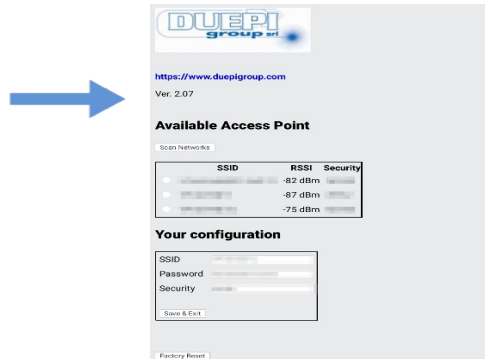 DUEPI
group srl
https://www.duepigroup.com
Ver. 2.07
Available Access Point
Scan Networks
SSID RSSI Security
-82 dBm
-87 dBm
-75 dBm
Your configuration
SSID
Password
Security
Save & Exit
Factory Reset